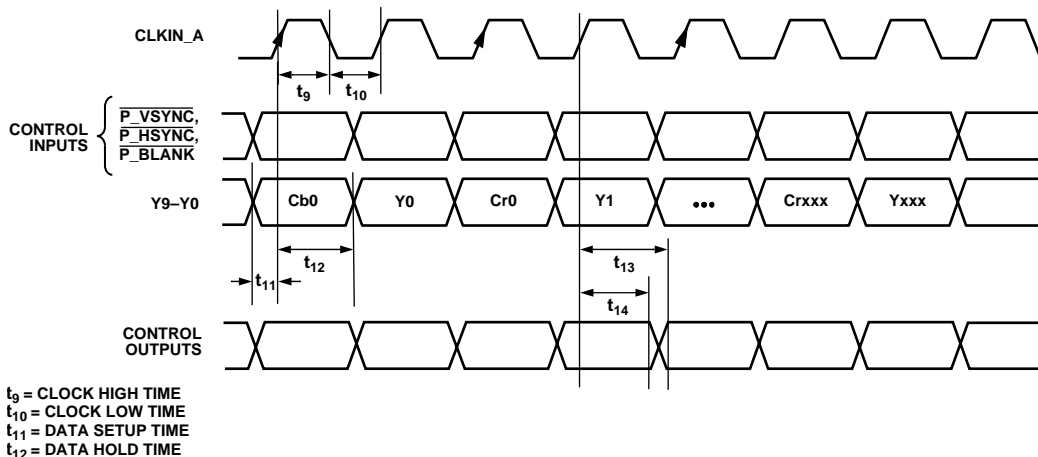 CLKIN_A
t9
t10
CONTROL
INPUTS
P_VSYNC,
P_HSYNC,
P_BLANK
Y9–Y0
Cb0
Y0
Cr0
Y1
•••
Crxxx
Yxxx
t11
t12
t13
t14
CONTROL
OUTPUTS
t9 = CLOCK HIGH TIME
t10 = CLOCK LOW TIME
t11 = DATA SETUP TIME
t12 = DATA HOLD TIME